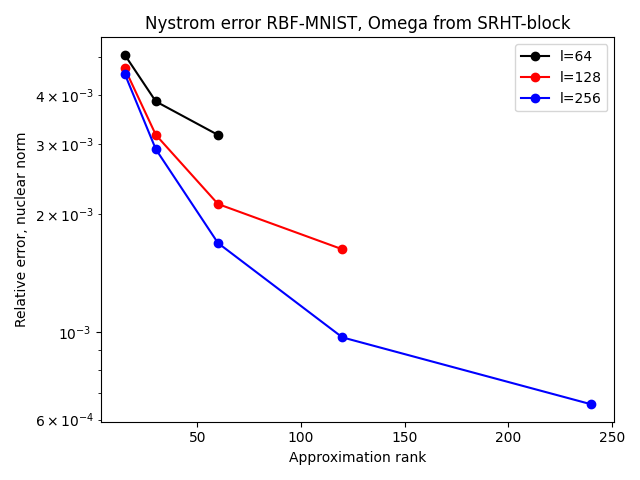 Nystrom error RBF-MNIST, Omega from SRHT-block
l=64
l=128
l=256
Relative error, nuclear norm
4 × 10⁻³
3 × 10⁻³
2 × 10⁻³
10⁻³
6 × 10⁻⁴
50
100
150
200
250
Approximation rank